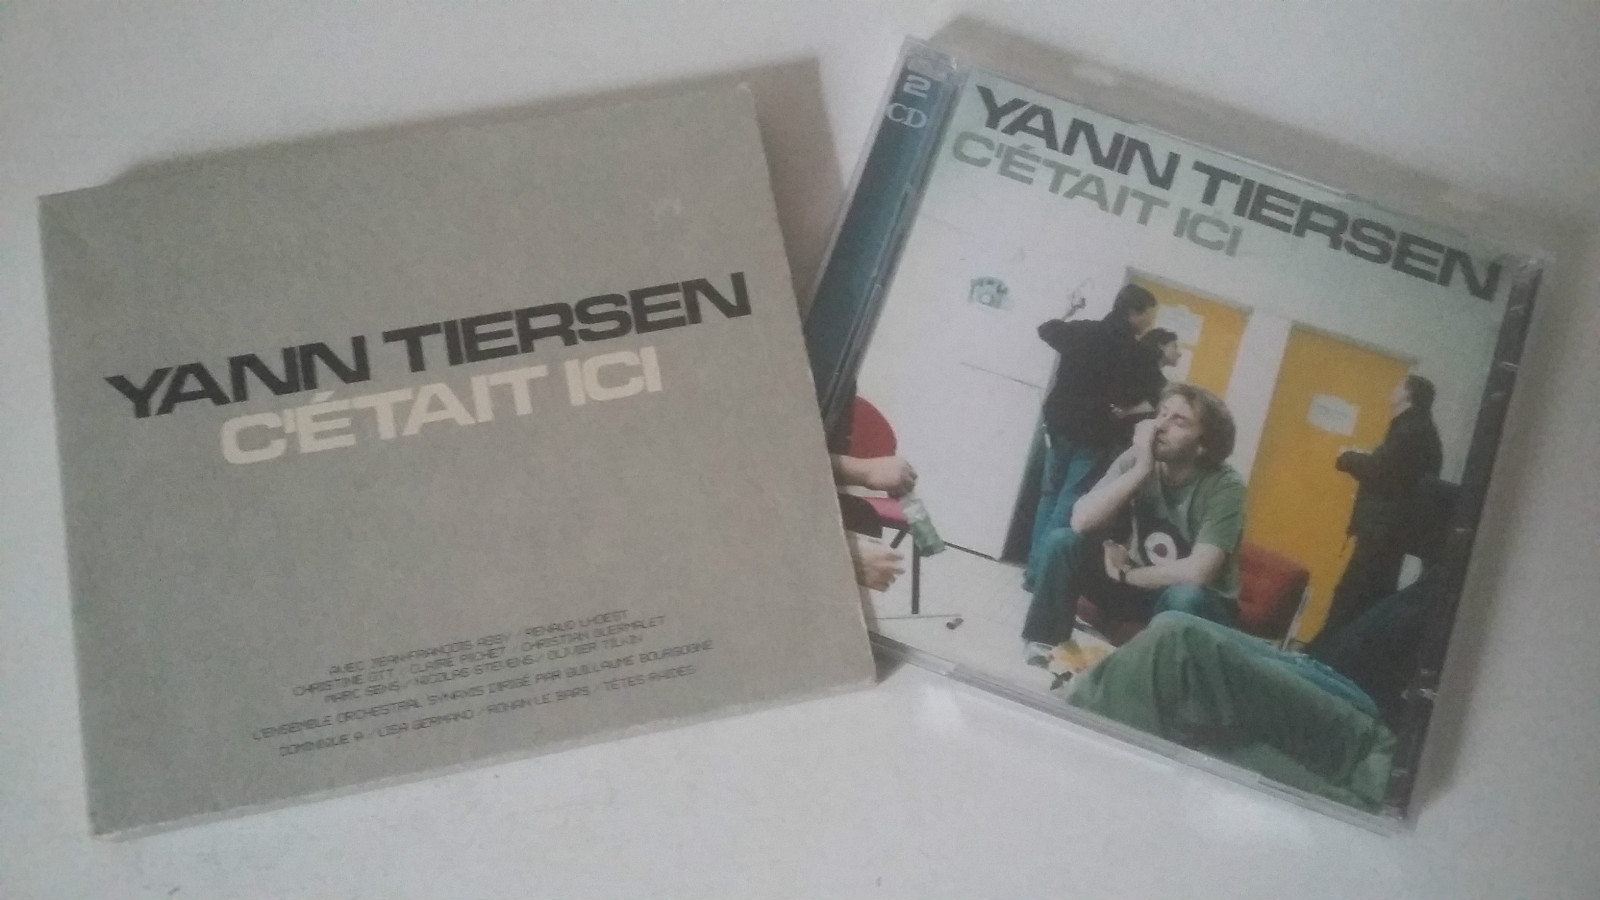 YANN TIERSEN
C'ÉTAIT ICI
AVEC JEAN-FRANÇOIS ASSY / RENAUD LHOEST
CHRISTINE OTT / CLAIRE PICHET / CHRISTIAN QUERMALET
MARC SENS / NICOLAS STEVENS / OLIVIER TILKIN
L'ENSEMBLE ORCHESTRAL SYNAXIS DIRIGÉ PAR GUILLAUME BOURGOGNE
DOMINIQUE A / LISA GERMANO / RONAN LE BARS / TÊTES RAIDES
2
CD
YANN TIERSEN
C'ÉTAIT ICI